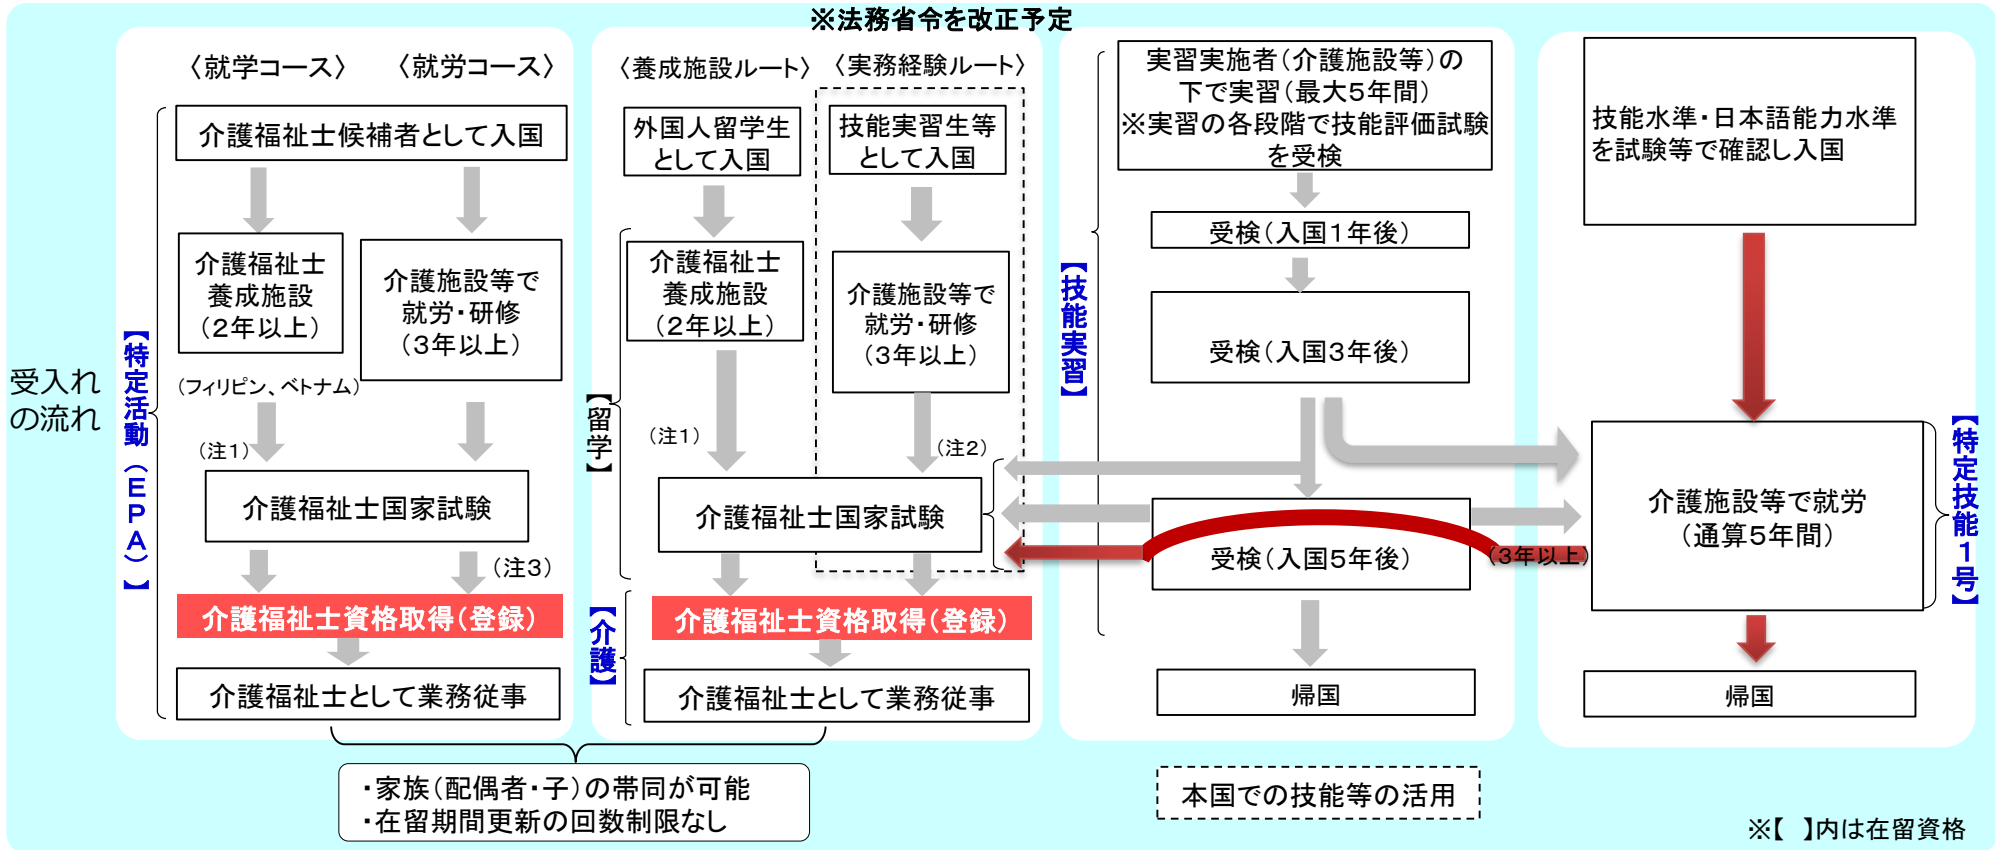 ※法務省令を改正予定
受入れ
の流れ
〈就学コース〉
〈就労コース〉
【特定活動（ＥＰＡ）】
介護福祉士候補者として入国
介護福祉士
養成施設
（２年以上）
（フィリピン、ベトナム）
介護施設等で
就労・研修
（３年以上）
（注１）
介護福祉士国家試験
（注３）
介護福祉士資格取得（登録）
介護福祉士として業務従事
〈養成施設ルート〉
〈実務経験ルート〉
外国人留学生
として入国
技能実習生等
として入国
【留学】
介護福祉士
養成施設
（２年以上）
介護施設等で
就労・研修
（３年以上）
（注１）
（注２）
介護福祉士国家試験
【介護】
介護福祉士資格取得（登録）
介護福祉士として業務従事
・家族（配偶者・子）の帯同が可能
・在留期間更新の回数制限なし
【技能実習】
実習実施者（介護施設等）の
下で実習（最大５年間）
※実習の各段階で技能評価試験
を受検
受検（入国１年後）
受検（入国３年後）
受検（入国５年後）
帰国
本国での技能等の活用
技能水準・日本語能力水準
を試験等で確認し入国
介護施設等で就労
（通算５年間）
（３年以上）
【特定技能１号】
帰国
※【　】内は在留資格